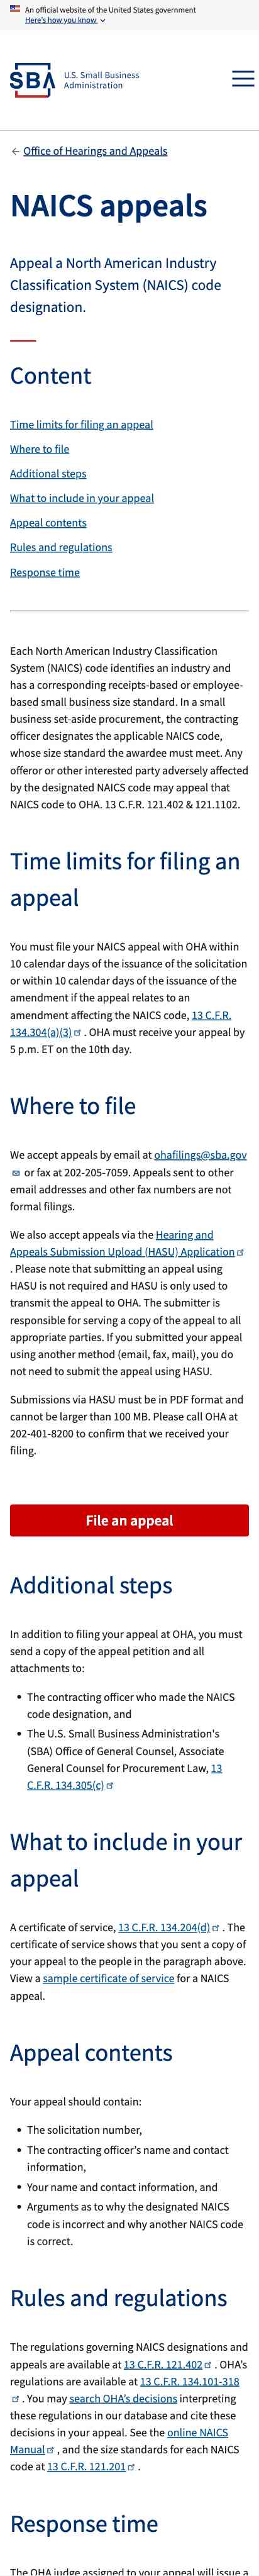 An official website of the United States government
Here's how you know
SBA
U.S. Small Business
Administration
Office of Hearings and Appeals
NAICS appeals
Appeal a North American Industry
Classification System (NAICS) code
designation.
Content
Time limits for filing an appeal
Where to file
Additional steps
What to include in your appeal
Appeal contents
Rules and regulations
Response time
Each North American Industry Classification
System (NAICS) code identifies an industry and
has a corresponding receipts-based or employee-
based small business size standard. In a small
business set-aside procurement, the contracting
officer designates the applicable NAICS code,
whose size standard the awardee must meet. Any
offeror or other interested party adversely affected
by the designated NAICS code may appeal that
NAICS code to OHA. 13 C.F.R. 121.402 & 121.1102.
Time limits for filing an
appeal
You must file your NAICS appeal with OHA within
10 calendar days of the issuance of the solicitation
or within 10 calendar days of the issuance of the
amendment if the appeal relates to an
amendment affecting the NAICS code, 13 C.F.R.
134.304(a)(3) . OHA must receive your appeal by
5 p.m. ET on the 10th day.
Where to file
We accept appeals by email at ohafilings@sba.gov
or fax at 202-205-7059. Appeals sent to other
email addresses and other fax numbers are not
formal filings.
We also accept appeals via the Hearing and
Appeals Submission Upload (HASU) Application
. Please note that submitting an appeal using
HASU is not required and HASU is only used to
transmit the appeal to OHA. The submitter is
responsible for serving a copy of the appeal to all
appropriate parties. If you submitted your appeal
using another method (email, fax, mail), you do
not need to submit the appeal using HASU.
Submissions via HASU must be in PDF format and
cannot be larger than 100 MB. Please call OHA at
202-401-8200 to confirm that we received your
filing.
File an appeal
Additional steps
In addition to filing your appeal at OHA, you must
send a copy of the appeal petition and all
attachments to:
• The contracting officer who made the NAICS
code designation, and
• The U.S. Small Business Administration's
(SBA) Office of General Counsel, Associate
General Counsel for Procurement Law, 13
C.F.R. 134.305(c)
What to include in your
appeal
A certificate of service, 13 C.F.R. 134.204(d) . The
certificate of service shows that you sent a copy of
your appeal to the people in the paragraph above.
View a sample certificate of service for a NAICS
appeal.
Appeal contents
Your appeal should contain:
• The solicitation number,
• The contracting officer’s name and contact
information,
• Your name and contact information, and
• Arguments as to why the designated NAICS
code is incorrect and why another NAICS code
is correct.
Rules and regulations
The regulations governing NAICS designations and
appeals are available at 13 C.F.R. 121.402 . OHA’s
regulations are available at 13 C.F.R. 134.101-318
. You may search OHA’s decisions interpreting
these regulations in our database and cite these
decisions in your appeal. See the online NAICS
Manual , and the size standards for each NAICS
code at 13 C.F.R. 121.201 .
Response time
The OHA judge assigned to your appeal will issue a